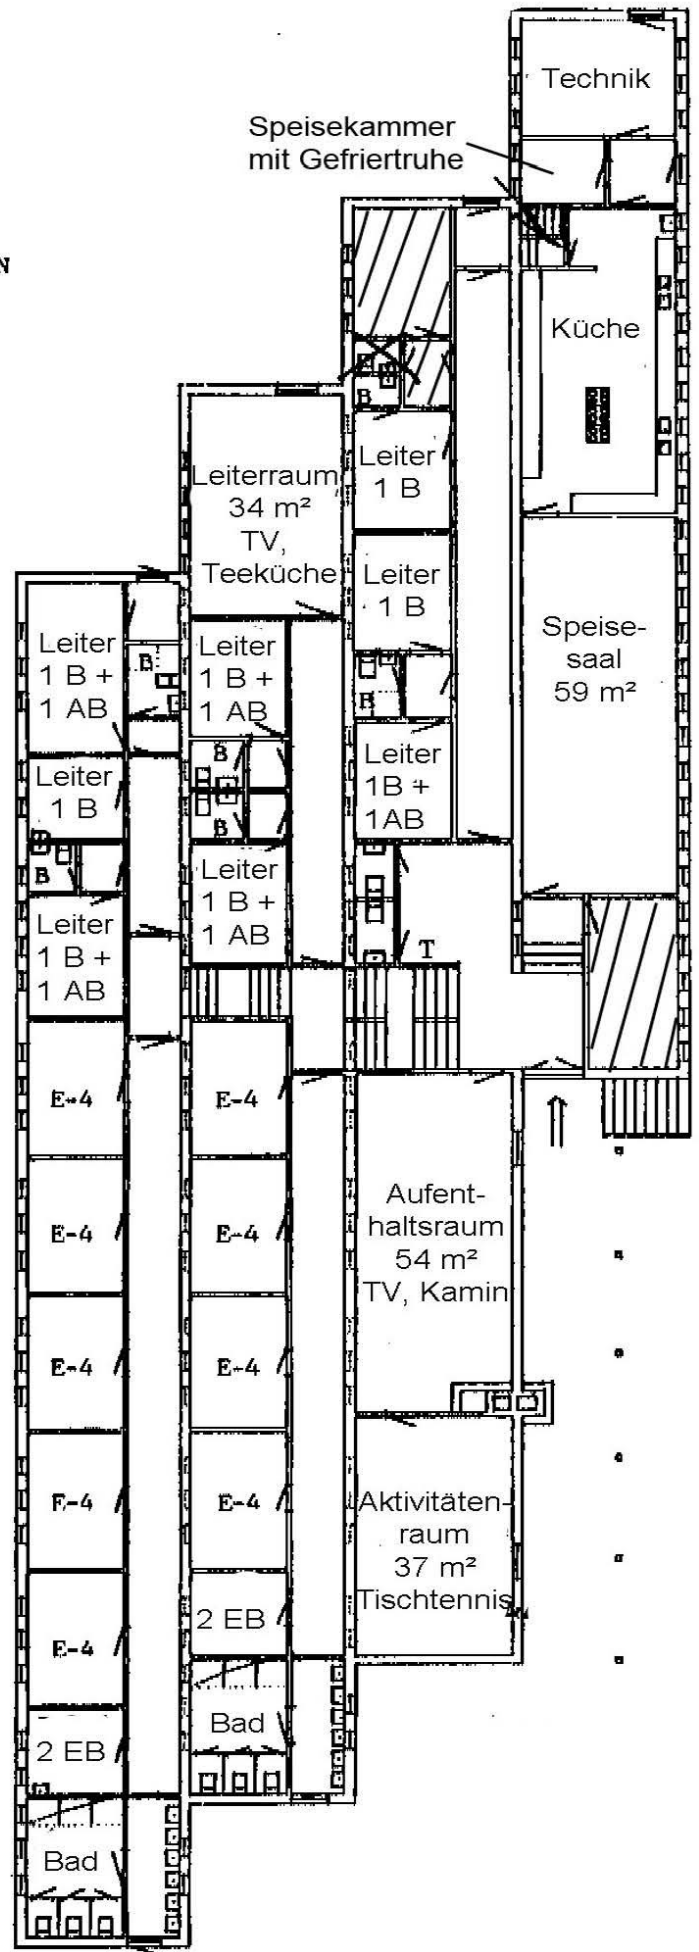 Technik
Speisekammer
mit Gefriertruhe
N
Küche
B
Leiter
1 B
Leiterraum
34 m²
TV,
Teeküche
Leiter
1 B
Speise-
saal
59 m²
Leiter
1 B +
1 AB
B
Leiter
1 B +
1 AB
B
Leiter
1B +
1AB
B
Leiter
1 B
B
B
Leiter
1 B +
1 AB
Leiter
1 B +
1 AB
T
E-4
E-4
E-4
E-4
Aufent-
haltsraum
54 m²
TV, Kamin
E-4
E-4
E-4
E-4
Aktivitäten-
raum
37 m²
Tischtennis
E-4
2 EB
Bad
2 EB
Bad